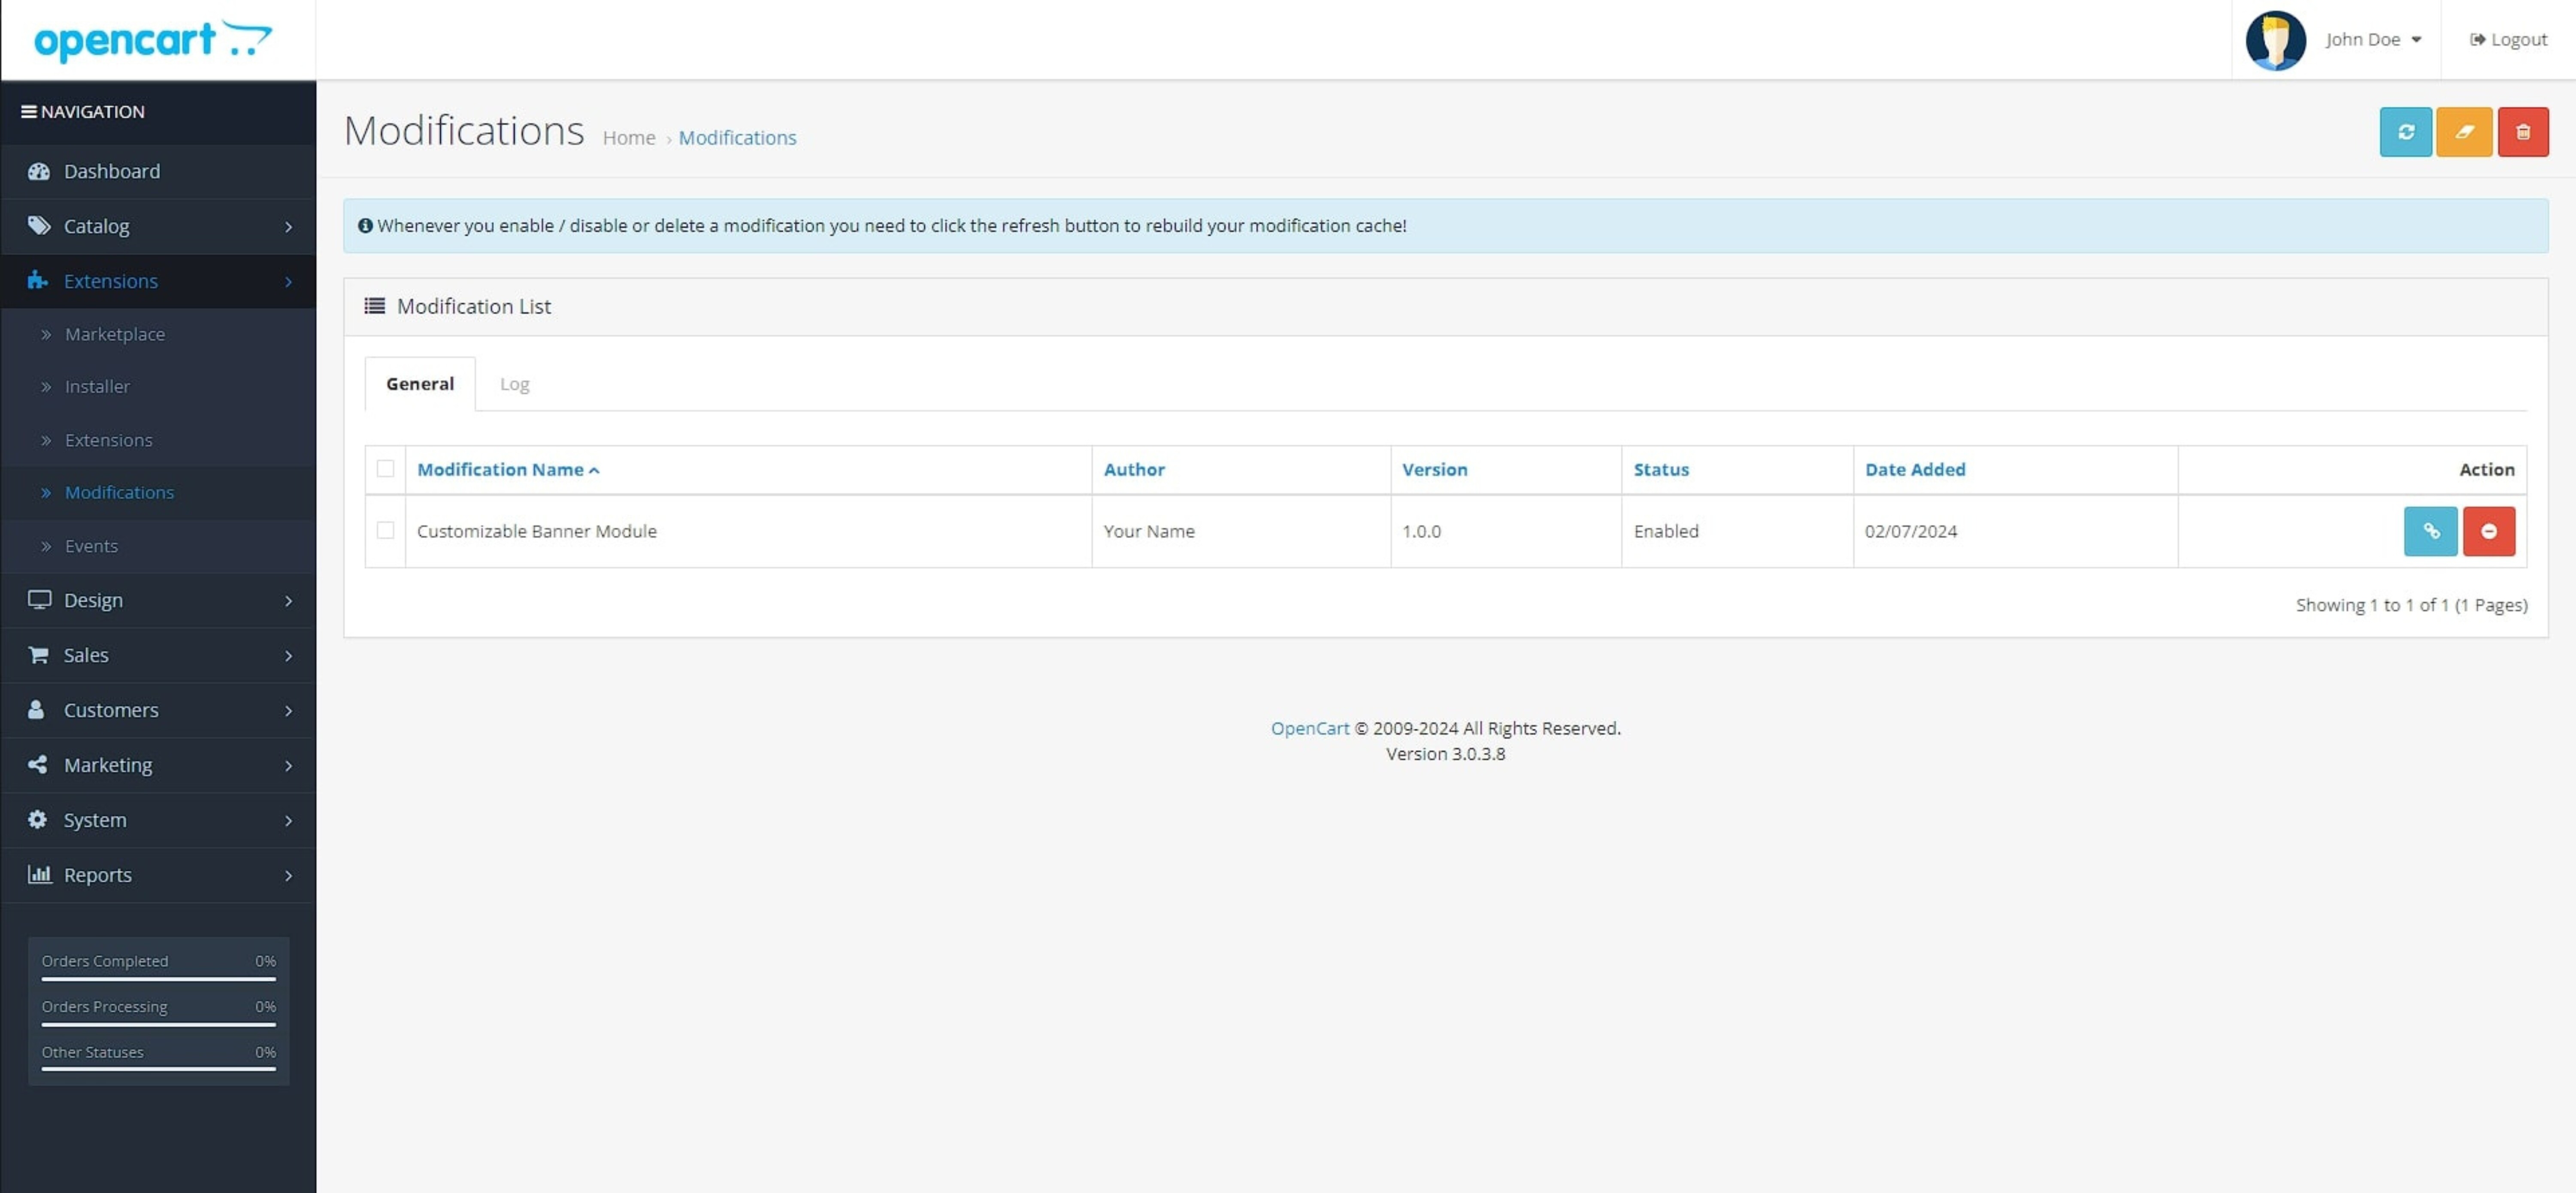 opencart
John Doe
Logout
NAVIGATION
Dashboard
Catalog
Extensions
Marketplace
Installer
Extensions
Modifications
Events
Design
Sales
Customers
Marketing
System
Reports
Orders Completed 0%
Orders Processing 0%
Other Statuses 0%
Modifications Home › Modifications
Whenever you enable / disable or delete a modification you need to click the refresh button to rebuild your modification cache!
Modification List
General Log
Modification Name Author Version Status Date Added Action
Customizable Banner Module Your Name 1.0.0 Enabled 02/07/2024
Showing 1 to 1 of 1 (1 Pages)
OpenCart © 2009-2024 All Rights Reserved.
Version 3.0.3.8